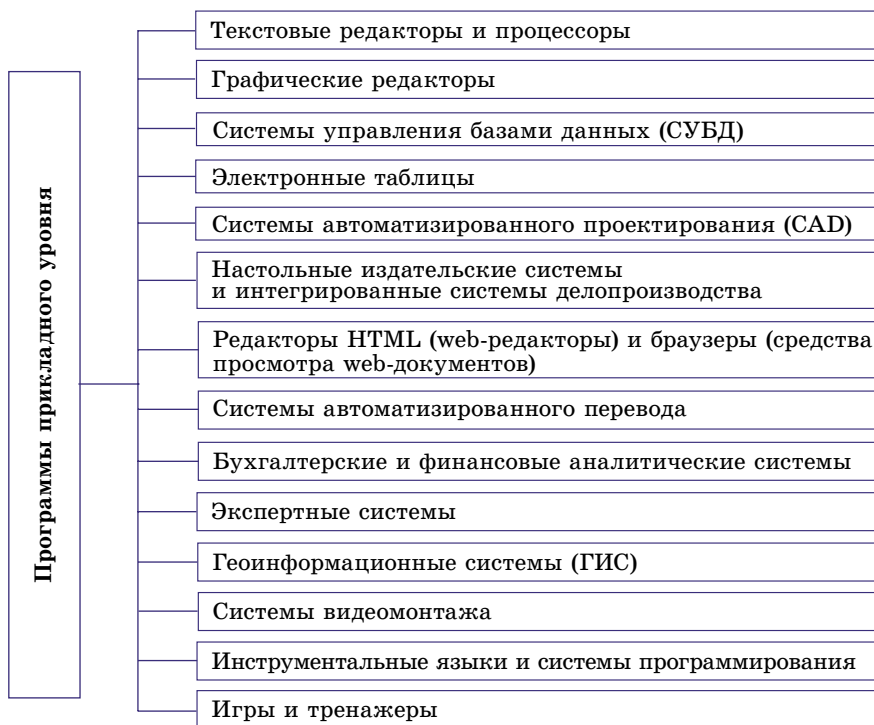 Программы прикладного уровня
Текстовые редакторы и процессоры
Графические редакторы
Системы управления базами данных (СУБД)
Электронные таблицы
Системы автоматизированного проектирования (CAD)
Настольные издательские системы
и интегрированные системы делопроизводства
Редакторы HTML (web-редакторы) и браузеры (средства
просмотра web-документов)
Системы автоматизированного перевода
Бухгалтерские и финансовые аналитические системы
Экспертные системы
Геоинформационные системы (ГИС)
Системы видеомонтажа
Инструментальные языки и системы программирования
Игры и тренажеры